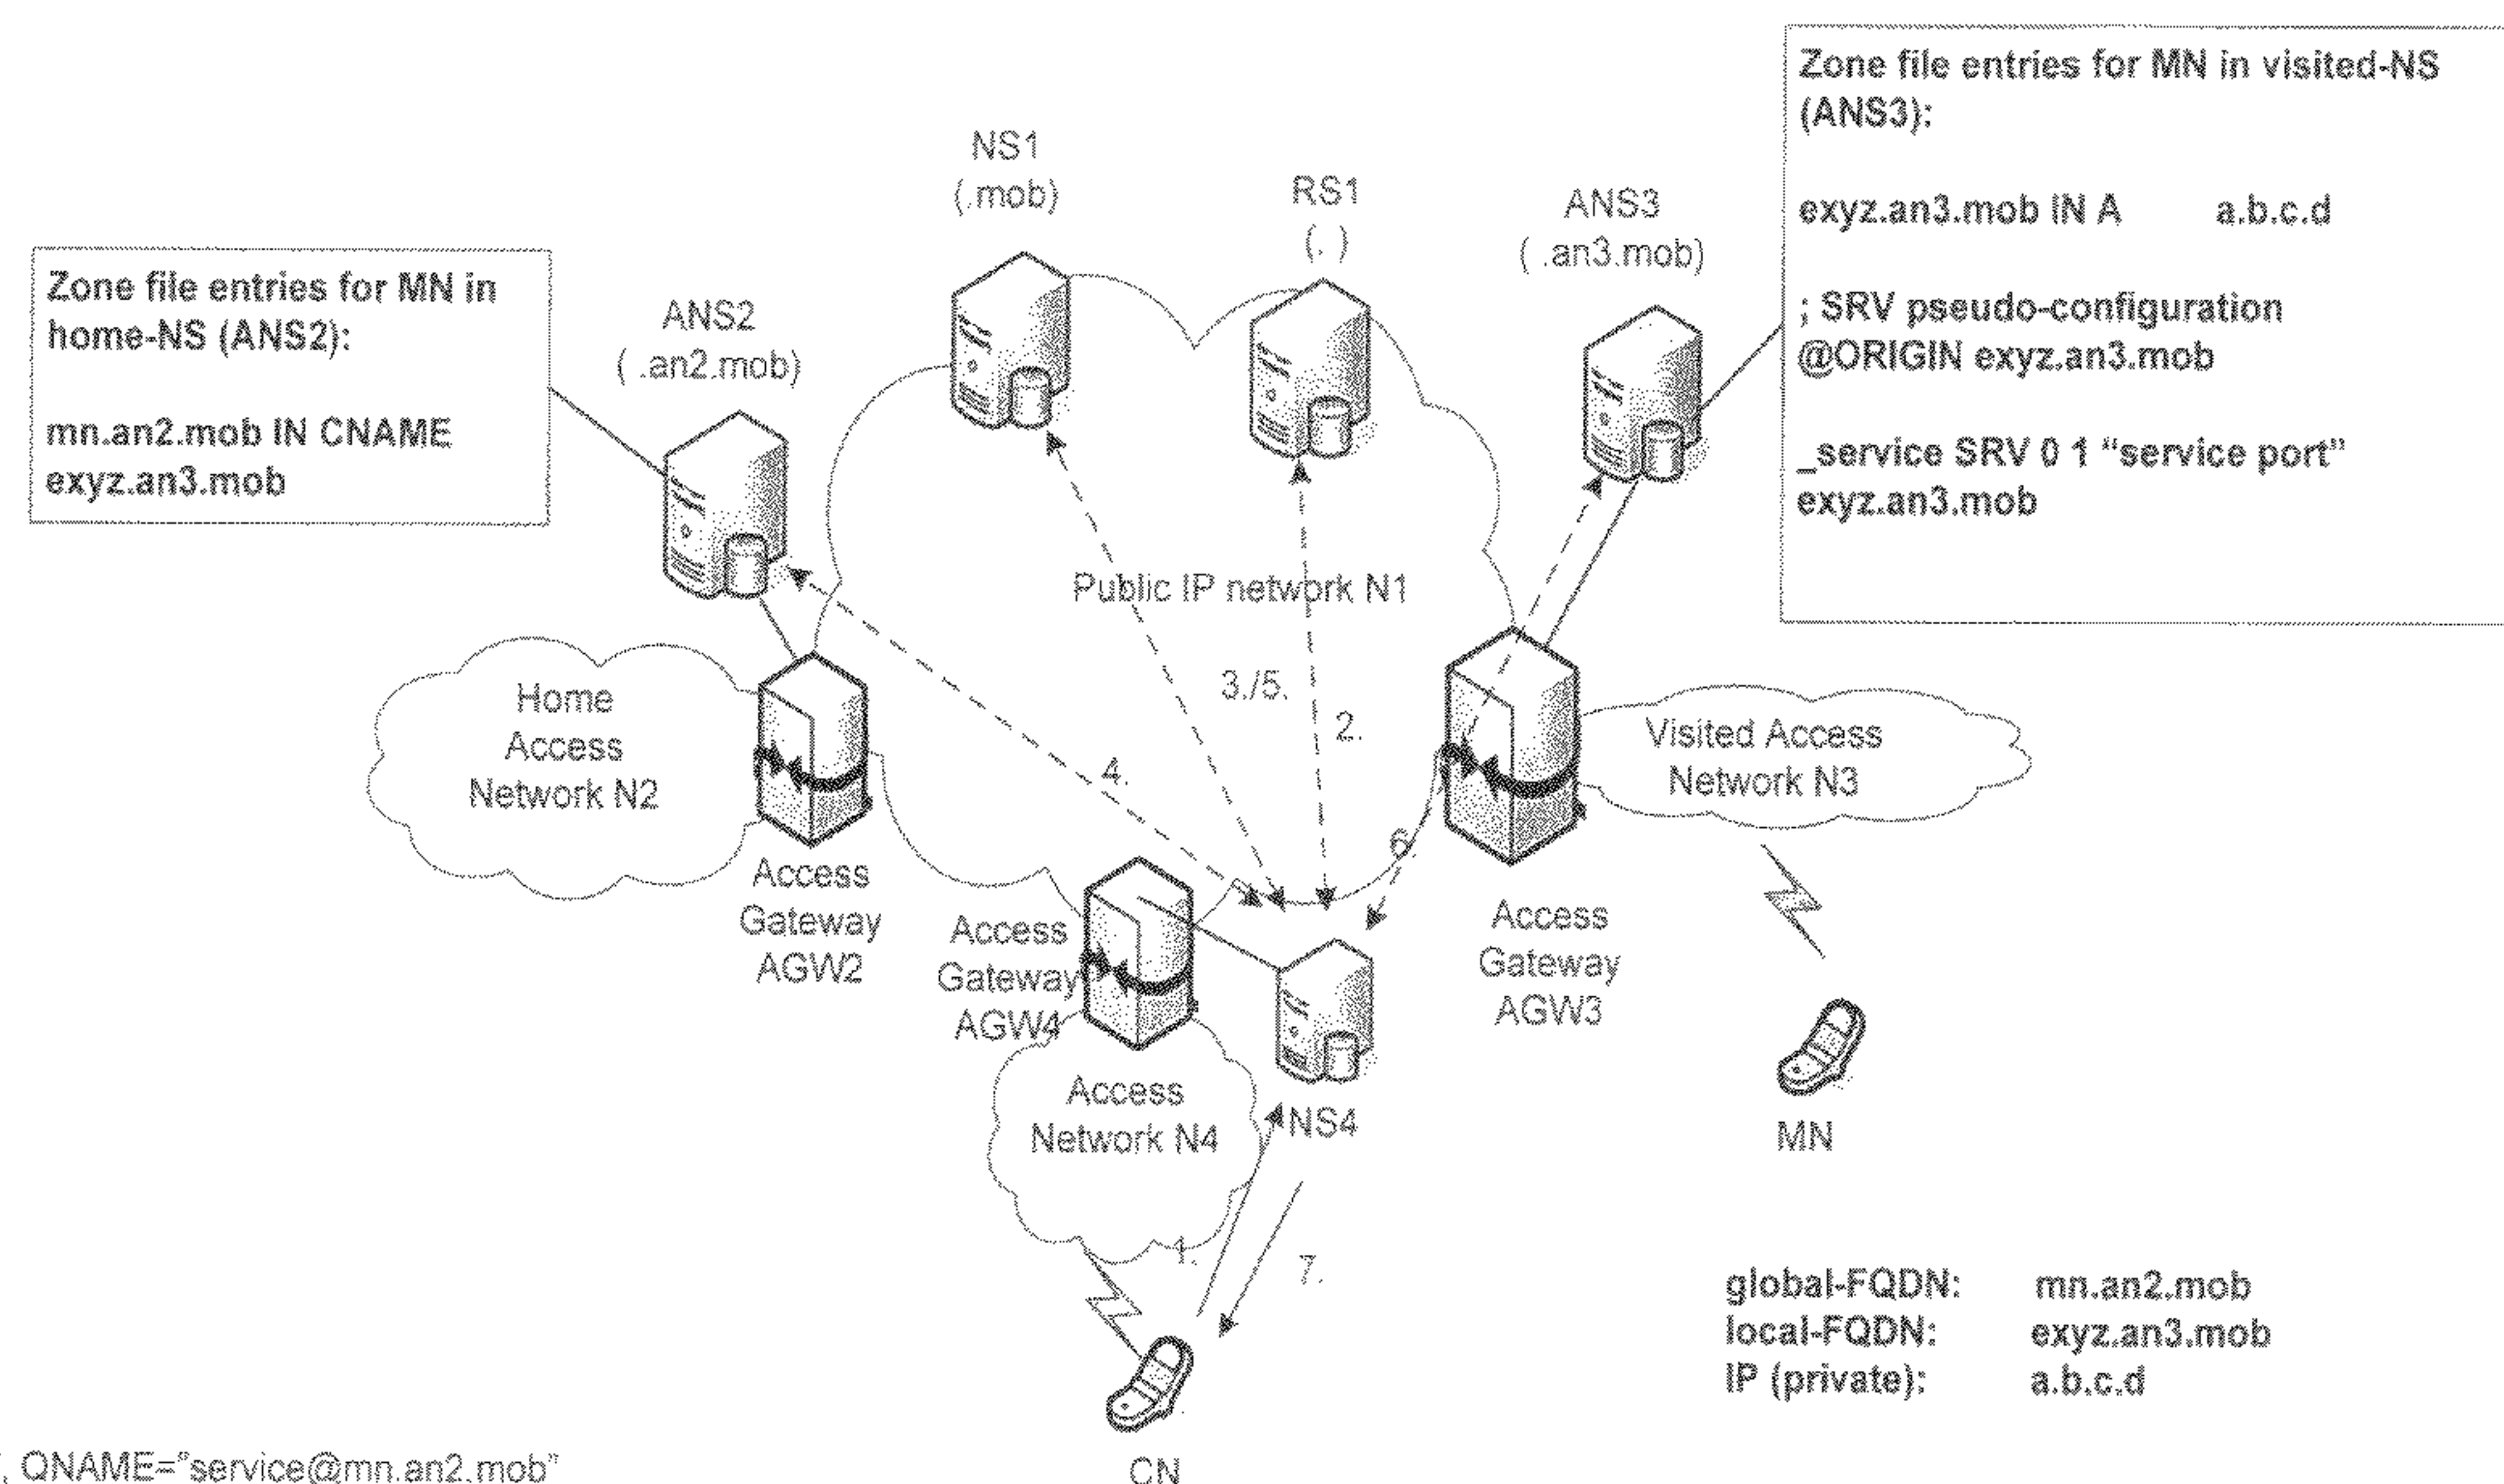 Zone file entries for MN in visited-NS
(ANS3):
exyz.an3.mob IN A a.b.c.d
; SRV pseudo-configuration
@ORIGIN exyz.an3.mob
_service SRV 0 1 “service port”
exyz.an3.mob
NS1
(.mob)
RS1
(. )
ANS3
( .an3.mob)
Zone file entries for MN in
home-NS (ANS2):
mn.an2.mob IN CNAME
exyz.an3.mob
ANS2
( .an2.mob)
Public IP network N1
3./5.
2.
4.
6.
Home
Access
Network N2
Visited Access
Network N3
Access
Gateway
AGW2
Access
Gateway
AGW4
Access
Gateway
AGW3
Access
Network N4
NS4
MN
1.
7.
global-FQDN: mn.an2.mob
local-FQDN: exyz.an3.mob
IP (private): a.b.c.d
CN
, QNAME="service@mn.an2.mob"